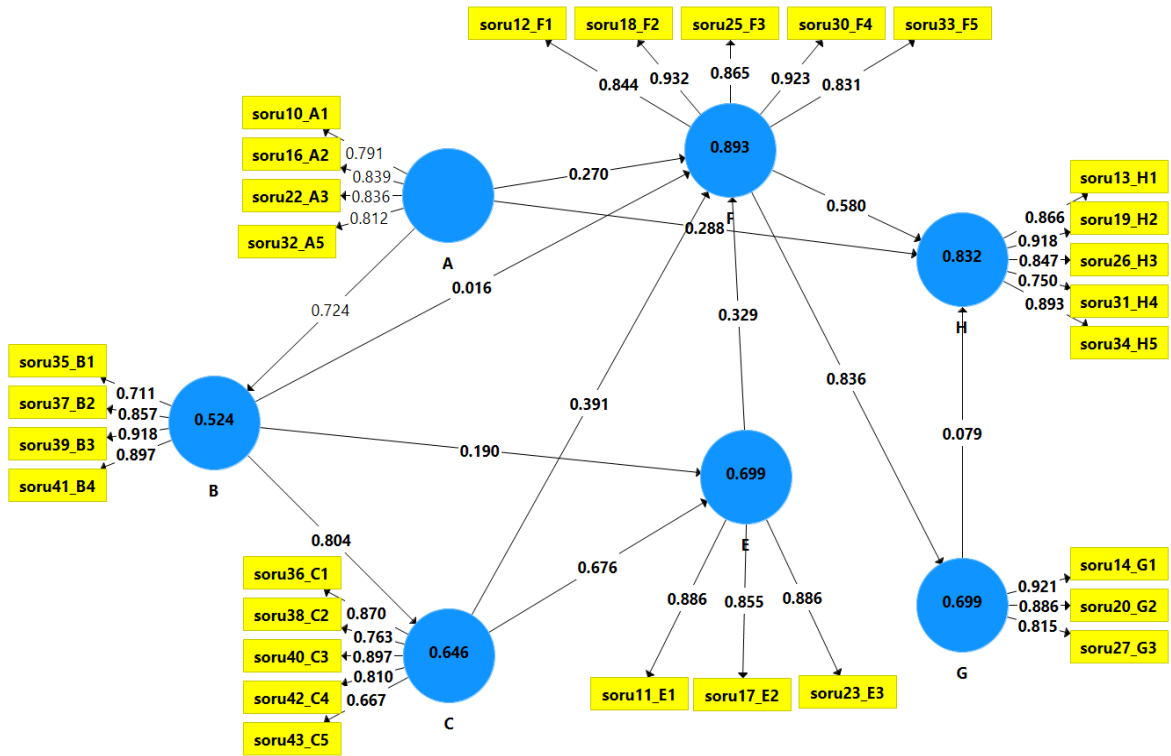 soru12_F1
soru18_F2
soru25_F3
soru30_F4
soru33_F5
0.844
0.932
0.865
0.923
0.831
soru10_A1
soru16_A2
soru22_A3
soru32_A5
0.791
0.839
0.836
0.812
A
0.893
F
0.270
0.288
0.580
0.724
0.016
0.329
0.391
0.836
0.832
H
0.866
0.918
0.847
0.750
0.893
soru13_H1
soru19_H2
soru26_H3
soru31_H4
soru34_H5
soru35_B1
soru37_B2
soru39_B3
soru41_B4
0.711
0.857
0.918
0.897
0.524
B
0.190
0.804
0.676
0.079
0.699
E
0.886
0.855
0.886
soru11_E1
soru17_E2
soru23_E3
soru36_C1
soru38_C2
soru40_C3
soru42_C4
soru43_C5
0.870
0.763
0.897
0.810
0.667
0.646
C
0.699
G
0.921
0.886
0.815
soru14_G1
soru20_G2
soru27_G3